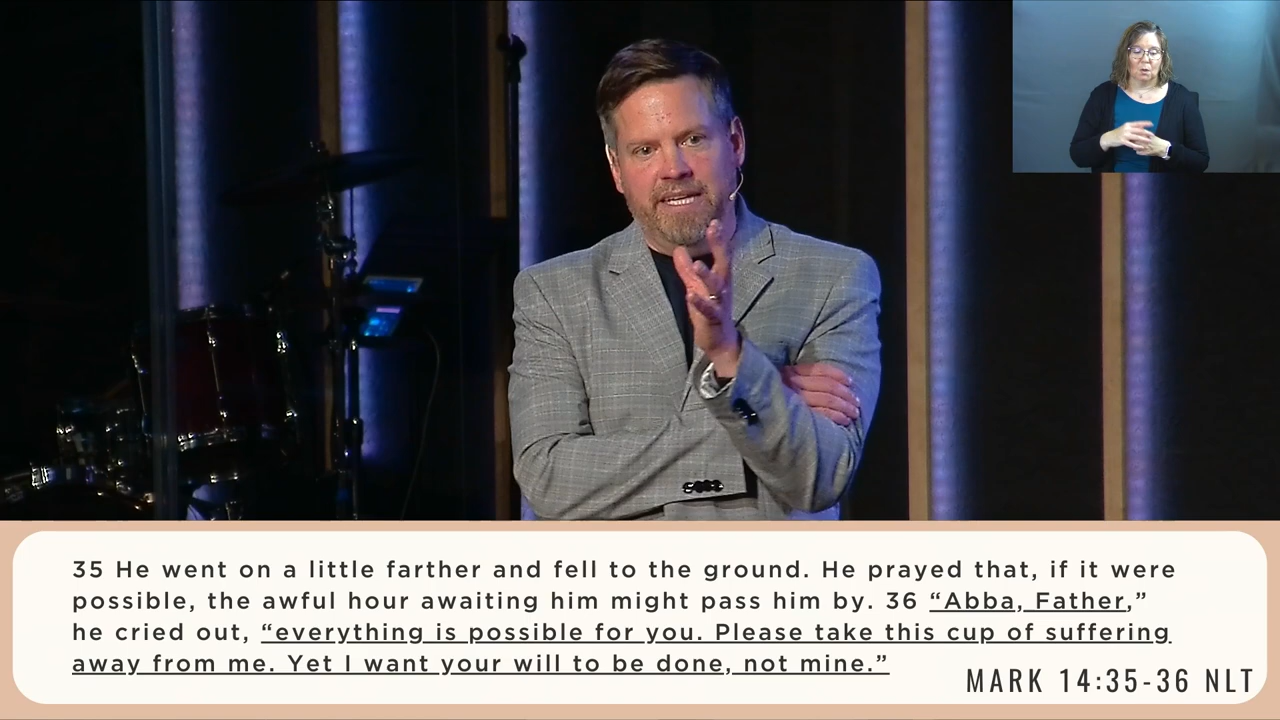 35 He went on a little farther and fell to the ground. He prayed that, if it were
possible, the awful hour awaiting him might pass him by. 36 “Abba, Father,”
he cried out, “everything is possible for you. Please take this cup of suffering
away from me. Yet I want your will to be done, not mine.”
MARK 14:35-36 NLT